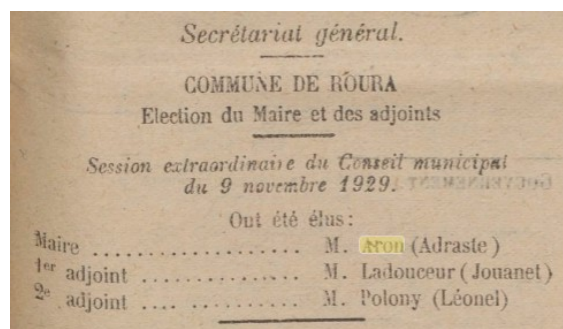 Secrétariat général.
COMMUNE DE ROURA
Election du Maire et des adjoints
Session extraordinaire du Conseil municipal
du 9 novembre 1929.
Ont été élus:
Maire .................... M. Aron (Adraste)
1er adjoint ................ M. Ladouceur (Jouanet)
2e adjoint .... ........... M. Polony (Léonel)